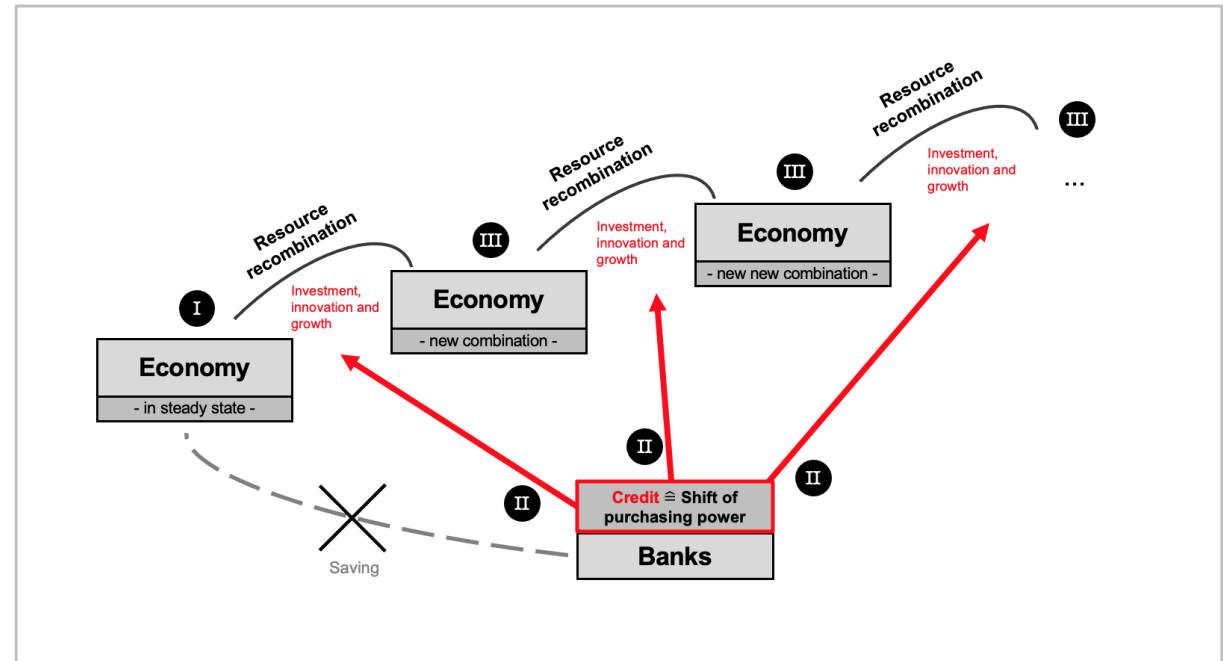 Resource
recombination
I
Investment,
innovation and
growth
Economy
- in steady state -
Resource
recombination
III
Investment,
innovation and
growth
Economy
- new combination -
Resource
recombination
III
Investment,
innovation and
growth
Economy
- new new combination -
III
...
II
II
II
Credit ≘ Shift of
purchasing power
Banks
Saving